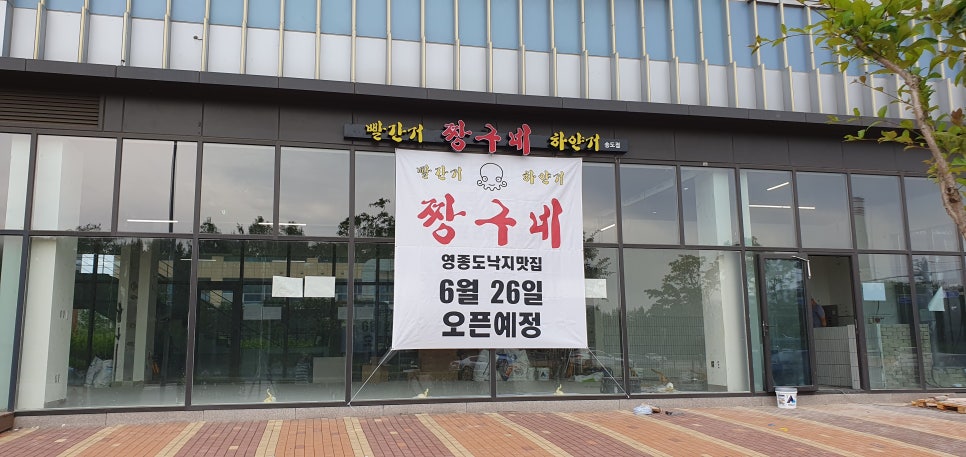 빨간거 짱구네 하얀거 송도점
빨간거 하얀거
짱구네
영종도낙지맛집
6월 26일
오픈예정